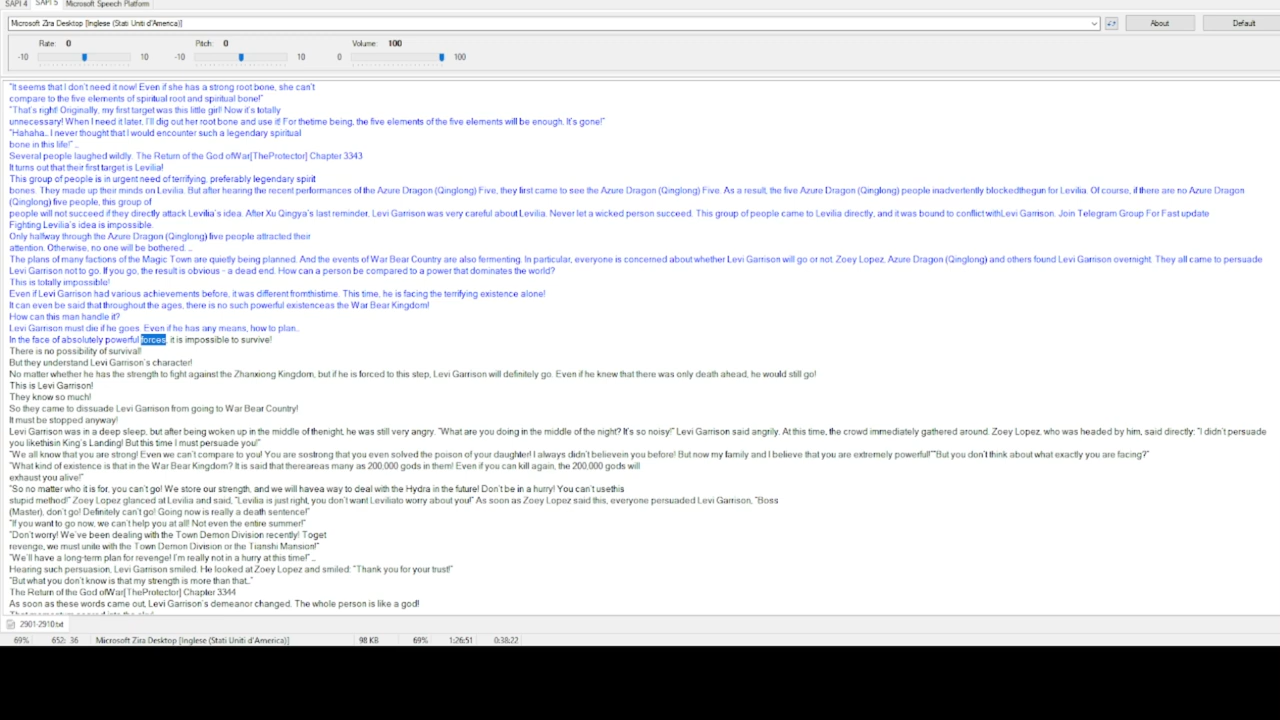 SAPI 4 SAPI 5 Microsoft Speech Platform
Microsoft Zira Desktop [Inglese (Stati Uniti d'America)] About Default
Rate: 0 Pitch: 0 Volume: 100
-10 10 -10 10 0 100
"It seems that I don't need it now! Even if she has a strong root bone, she can't
compare to the five elements of spiritual root and spiritual bone!"
"That's right! Originally, my first target was this little girl! Now it's totally
unnecessary! When I need it later, I'll dig out her root bone and use it! For thetime being, the five elements of the five elements will be enough. It's gone!"
"Hahaha.. I never thought that I would encounter such a legendary spiritual
bone in this life!" ..
Several people laughed wildly. The Return of the God ofWar[TheProtector] Chapter 3343
It turns out that their first target is Levilia!
This group of people is in urgent need of terrifying, preferably legendary spirit
bones. They made up their minds on Levilia. But after hearing the recent performances of the Azure Dragon (Qinglong) Five, they first came to see the Azure Dragon (Qinglong) Five. As a result, the five Azure Dragon (Qinglong) people inadvertently blockedthegun for Levilia. Of course, if there are no Azure Dragon
(Qinglong) five people, this group of
people will not succeed if they directly attack Levilia's idea. After Xu Qingya's last reminder, Levi Garrison was very careful about Levilia. Never let a wicked person succeed. This group of people came to Levilia directly, and it was bound to conflict withLevi Garrison. Join Telegram Group For Fast update
Fighting Levilia's idea is impossible.
Only halfway through the Azure Dragon (Qinglong) five people attracted their
attention. Otherwise, no one will be bothered. ..
The plans of many factions of the Magic Town are quietly being planned. And the events of War Bear Country are also fermenting. In particular, everyone is concerned about whether Levi Garrison will go or not. Zoey Lopez, Azure Dragon (Qinglong) and others found Levi Garrison overnight. They all came to persuade
Levi Garrison not to go. If you go, the result is obvious - a dead end. How can a person be compared to a power that dominates the world?
This is totally impossible!
Even if Levi Garrison had various achievements before, it was different fromthistime. This time, he is facing the terrifying existence alone!
It can even be said that throughout the ages, there is no such powerful existenceas the War Bear Kingdom!
How can this man handle it?
Levi Garrison must die if he goes. Even if he has any means, how to plan..
In the face of absolutely powerful forces, it is impossible to survive!
There is no possibility of survival!
But they understand Levi Garrison's character!
No matter whether he has the strength to fight against the Zhanxiong Kingdom, but if he is forced to this step, Levi Garrison will definitely go. Even if he knew that there was only death ahead, he would still go!
This is Levi Garrison!
They know so much!
So they came to dissuade Levi Garrison from going to War Bear Country!
It must be stopped anyway!
Levi Garrison was in a deep sleep, but after being woken up in the middle of thenight, he was still very angry. "What are you doing in the middle of the night? It's so noisy!" Levi Garrison said angrily. At this time, the crowd immediately gathered around. Zoey Lopez, who was headed by him, said directly: "I didn't persuade
you likethisin King's Landing! But this time I must persuade you!"
"We all know that you are strong! Even we can't compare to you! You are sostrong that you even solved the poison of your daughter! I always didn't believein you before! But now my family and I believe that you are extremely powerful!""But you don't think about what exactly you are facing?"
"What kind of existence is that in the War Bear Kingdom? It is said that thereareas many as 200,000 gods in them! Even if you can kill again, the 200,000 gods will
exhaust you alive!"
"So no matter who it is for, you can't go! We store our strength, and we will havea way to deal with the Hydra in the future! Don't be in a hurry! You can't usethis
stupid method!" Zoey Lopez glanced at Levilia and said, "Levilia is just right, you don't want Leviliato worry about you!" As soon as Zoey Lopez said this, everyone persuaded Levi Garrison, "Boss
(Master), don't go! Definitely can't go! Going now is really a death sentence!"
"If you want to go now, we can't help you at all! Not even the entire summer!"
"Don't worry! We've been dealing with the Town Demon Division recently! Toget
revenge, we must unite with the Town Demon Division or the Tianshi Mansion!"
"We'll have a long-term plan for revenge! I'm really not in a hurry at this time!" ..
Hearing such persuasion, Levi Garrison smiled. He looked at Zoey Lopez and smiled: "Thank you for your trust!"
"But what you don't know is that my strength is more than that.."
The Return of the God ofWar[TheProtector] Chapter 3344
As soon as these words came out, Levi Garrison's demeanor changed. The whole person is like a god!
2901-2910.txt
69% 652: 36 Microsoft Zira Desktop [Inglese (Stati Uniti d'America)] 98 KB 69% 1:26:51 0:38:22